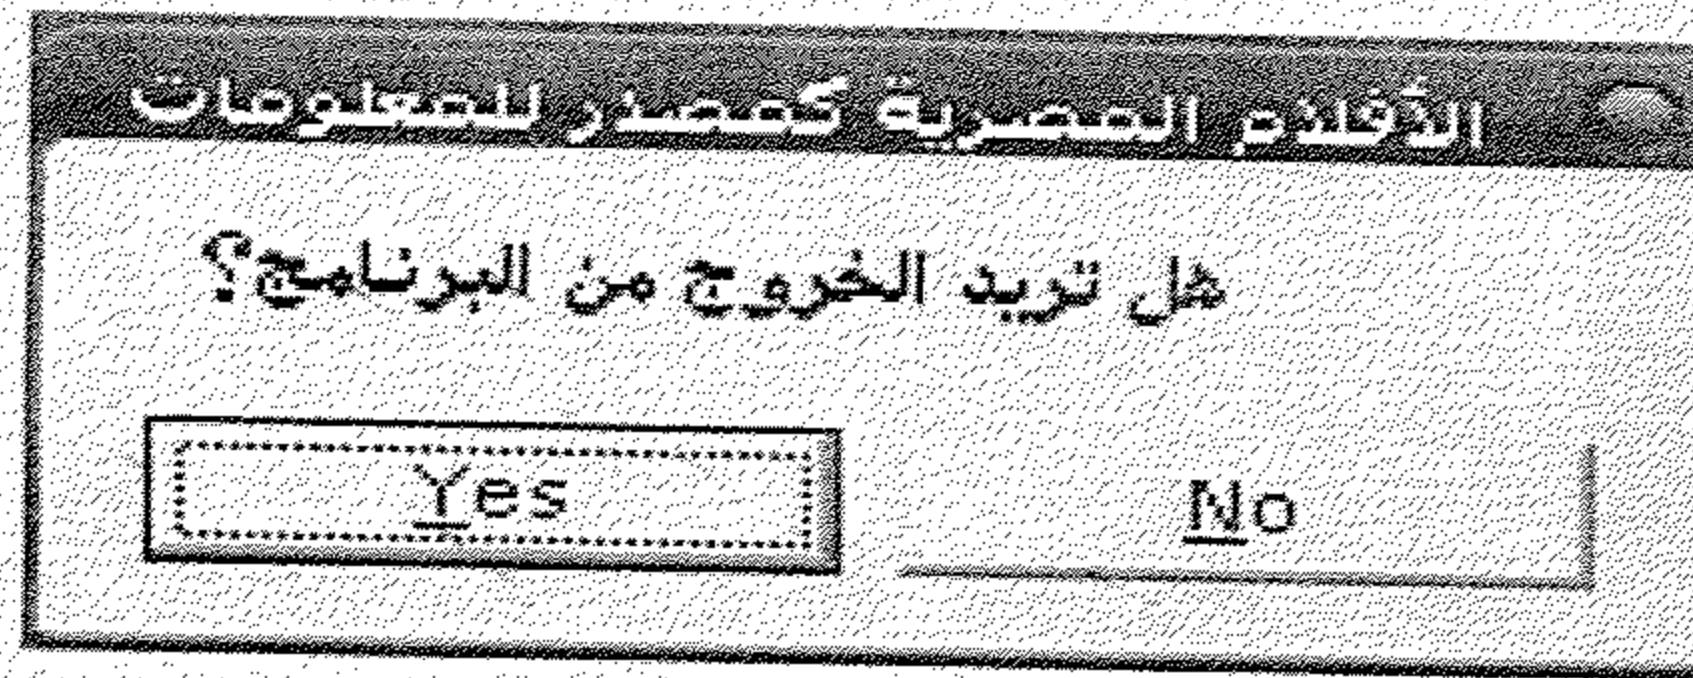 الأفلام المصرية كمصدر للمعلومات
هل تريد الخروج من البرنامج؟
Yes
No